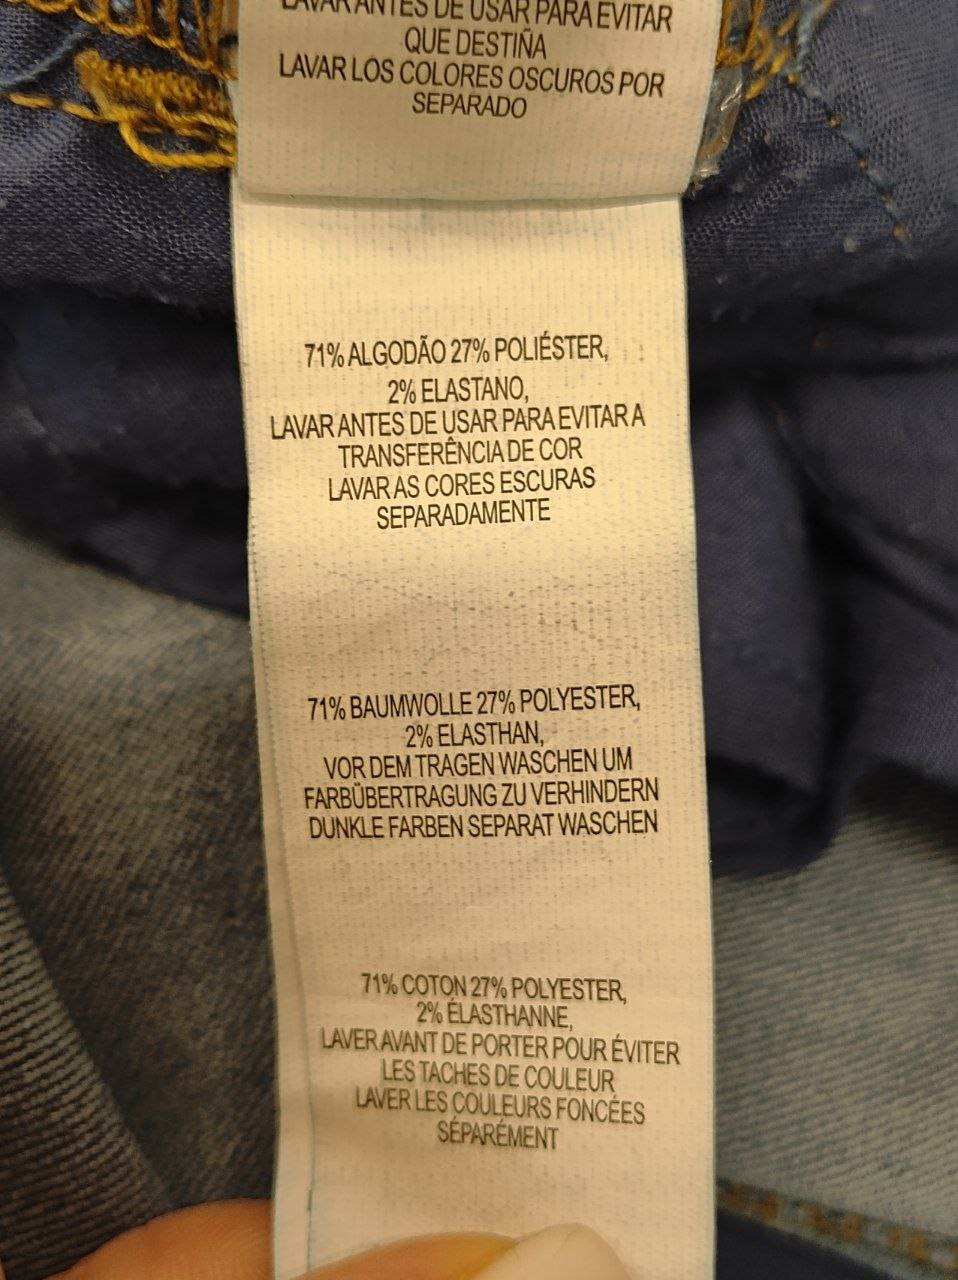 LAVAR ANTES DE USAR PARA EVITAR
QUE DESTIÑA
LAVAR LOS COLORES OSCUROS POR
SEPARADO
71% ALGODÃO 27% POLIÉSTER,
2% ELASTANO,
LAVAR ANTES DE USAR PARA EVITAR A
TRANSFERÊNCIA DE COR
LAVAR AS CORES ESCURAS
SEPARADAMENTE
71% BAUMWOLLE 27% POLYESTER,
2% ELASTHAN,
VOR DEM TRAGEN WASCHEN UM
FARBÜBERTRAGUNG ZU VERHINDERN
DUNKLE FARBEN SEPARAT WASCHEN
71% COTON 27% POLYESTER,
2% ÉLASTHANNE,
LAVER AVANT DE PORTER POUR ÉVITER
LES TACHES DE COULEUR
LAVER LES COULEURS FONCÉES
SÉPARÉMENT